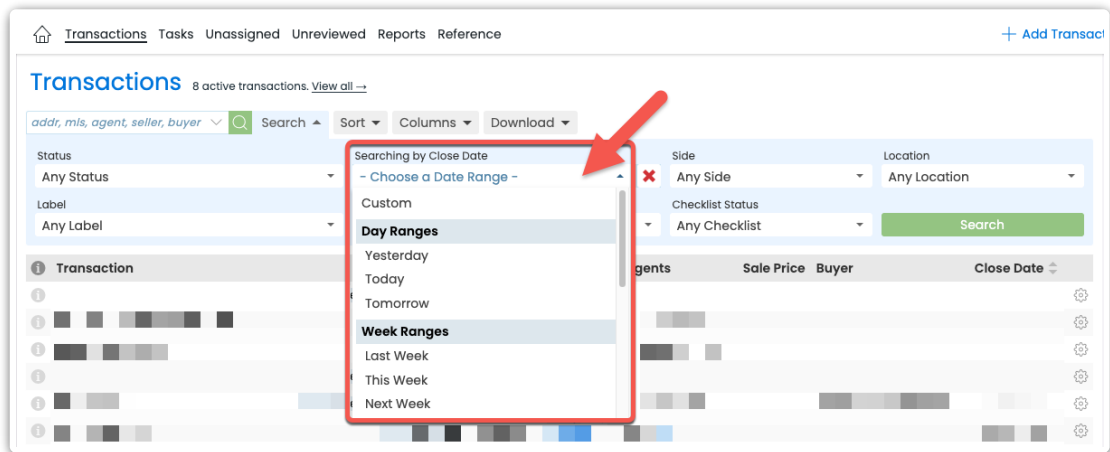 Transactions Tasks Unassigned Unreviewed Reports Reference + Add Transact
Transactions 8 active transactions. View all →
addr, mls, agent, seller, buyer Search Sort Columns Download
Status Searching by Close Date Side Location
Any Status - Choose a Date Range - Any Side Any Location
Label Checklist Status
Any Label Any Checklist Search
Custom
Day Ranges
Yesterday
Today
Tomorrow
Week Ranges
Last Week
This Week
Next Week
Transaction gents Sale Price Buyer Close Date